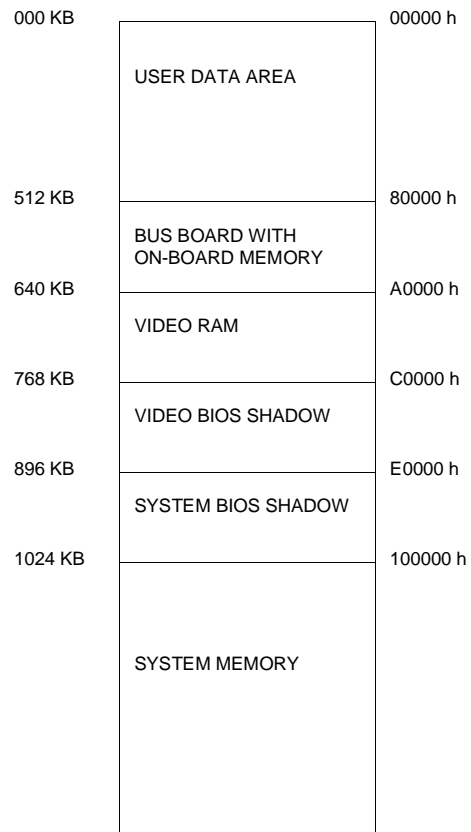 000 KB 00000 h
USER DATA AREA
512 KB 80000 h
BUS BOARD WITH
ON-BOARD MEMORY
640 KB A0000 h
VIDEO RAM
768 KB C0000 h
VIDEO BIOS SHADOW
896 KB E0000 h
SYSTEM BIOS SHADOW
1024 KB 100000 h
SYSTEM MEMORY